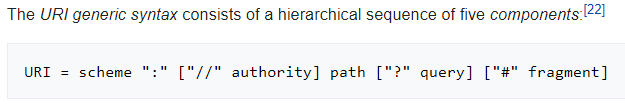 The URI generic syntax consists of a hierarchical sequence of five components:[22]
URI = scheme ":" ["//" authority] path ["?" query] ["#" fragment]